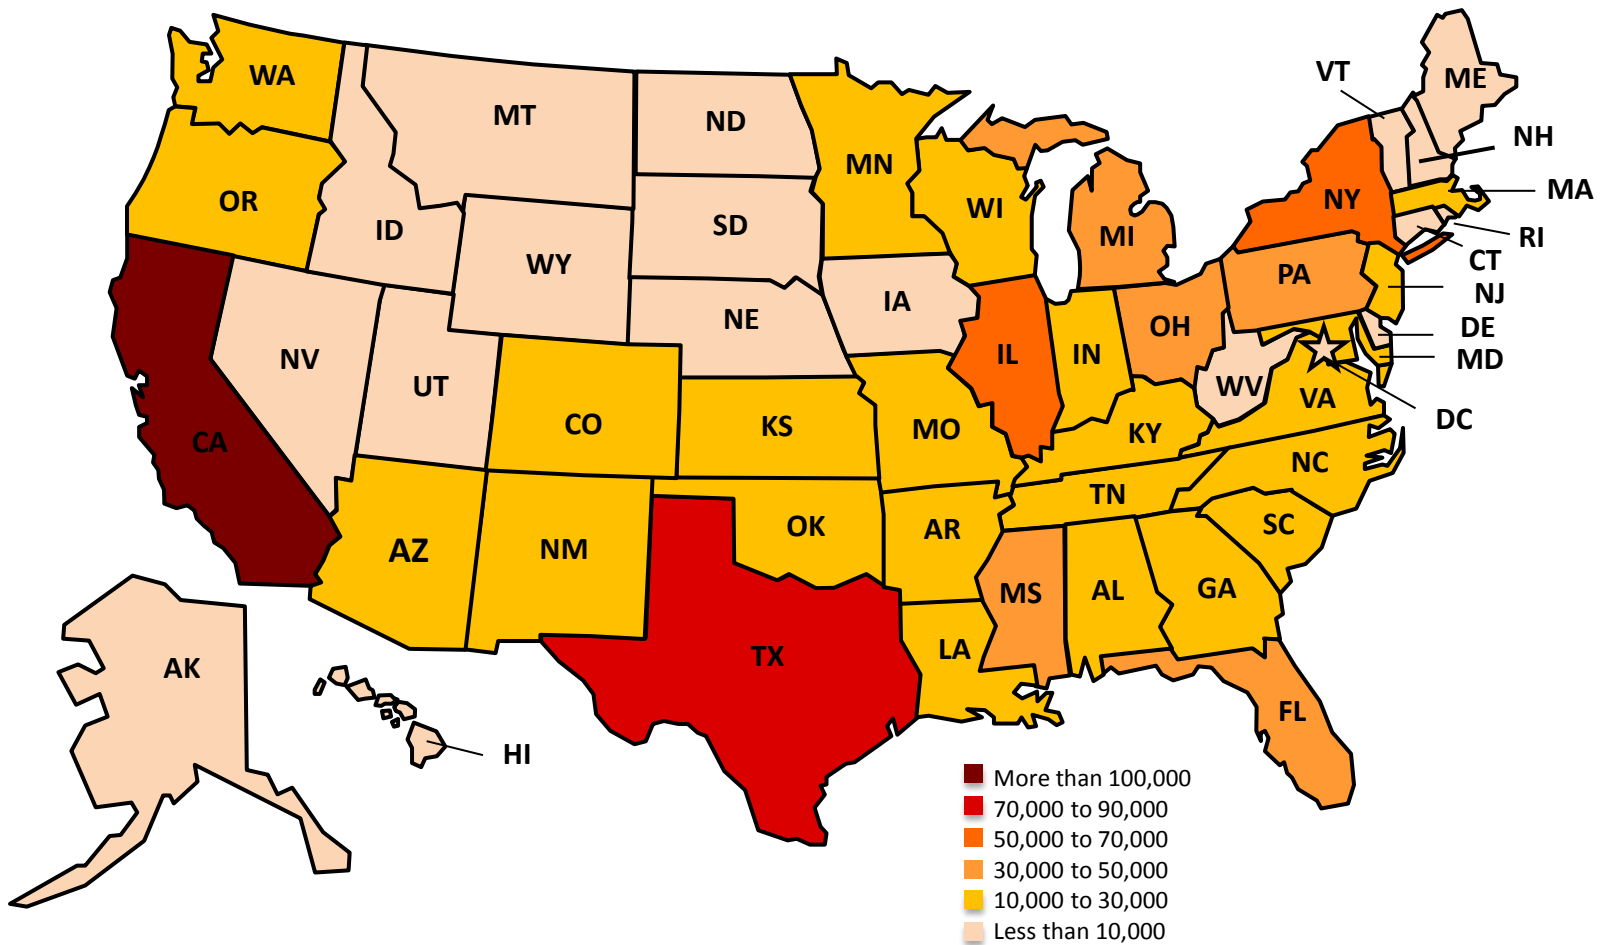 WA
MT
ND
MN
VT
ME
NH
OR
ID
SD
WI
MI
NY
MA
RI
WY
PA
CT
NJ
NE
IA
OH
DE
NV
UT
IL
IN
MD
WV
VA
DC
CA
CO
KS
MO
KY
NC
TN
AZ
NM
OK
AR
SC
MS
AL
GA
AK
TX
LA
FL
HI
More than 100,000
70,000 to 90,000
50,000 to 70,000
30,000 to 50,000
10,000 to 30,000
Less than 10,000